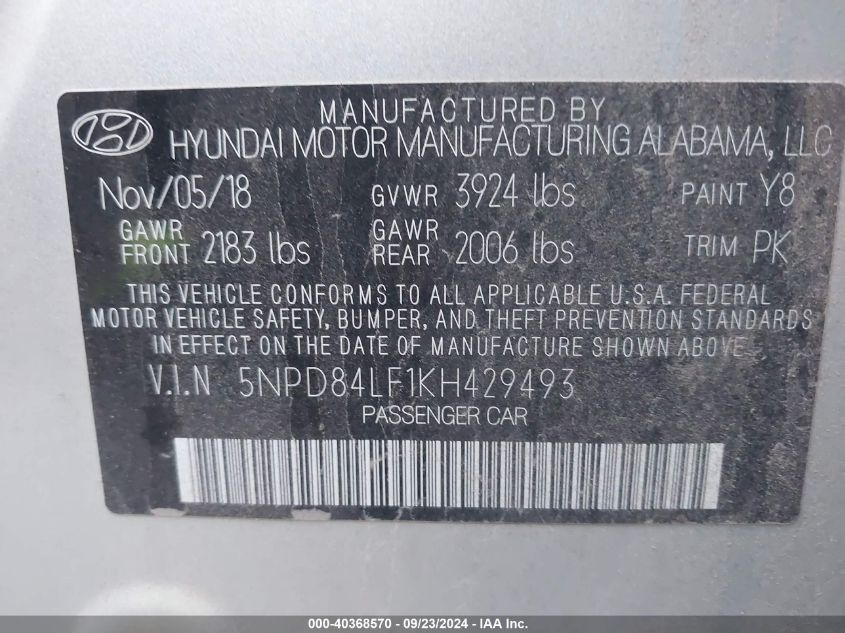 MANUFACTURED BY
HYUNDAI MOTOR MANUFACTURING ALABAMA, LLC
Nov/05/18 GVWR 3924 lbs PAINT Y8
GAWR FRONT 2183 lbs GAWR REAR 2006 lbs TRIM PK
THIS VEHICLE CONFORMS TO ALL APPLICABLE U.S.A. FEDERAL
MOTOR VEHICLE SAFETY, BUMPER, AND THEFT PREVENTION STANDARDS
IN EFFECT ON THE DATE OF MANUFACTURE SHOWN ABOVE.
V.I.N 5NPD84LF1KH429493
PASSENGER CAR
000-40368570 - 09/23/2024 - IAA Inc.